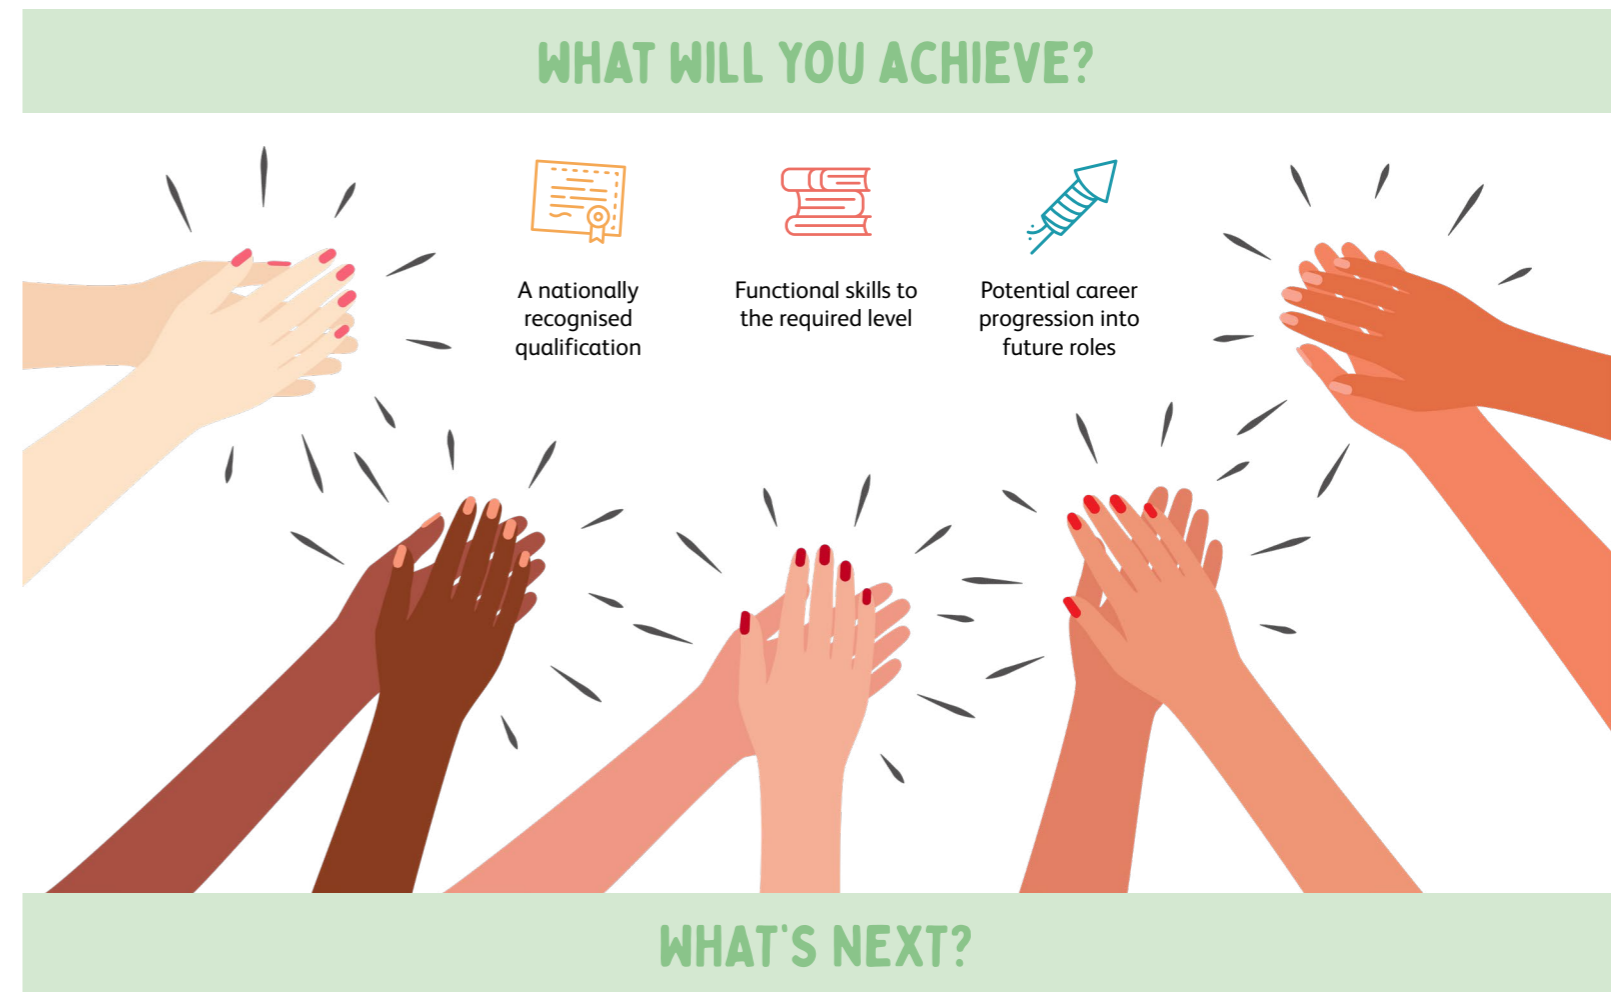 WHAT WILL YOU ACHIEVE?
A nationally
recognised
qualification
Functional skills to
the required level
Potential career
progression into
future roles
WHAT'S NEXT?